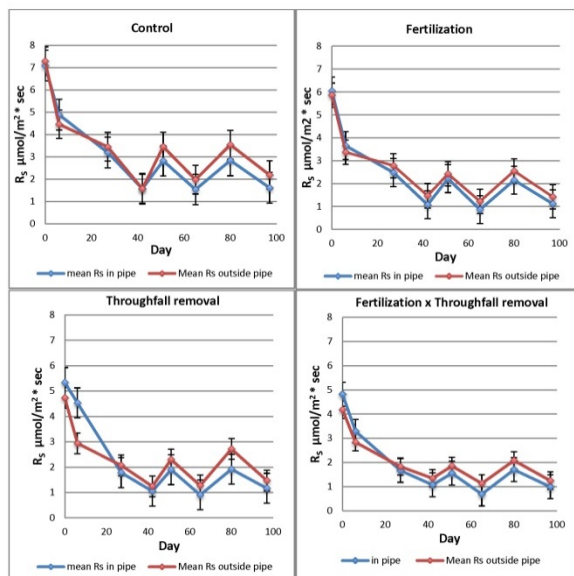 Control
8
7
6
5
4
3
2
1
0
R_s µmol/m² * sec
0 20 40 60 80 100
Day
mean Rs in pipe Mean Rs outside pipe
Fertilization
8
7
6
5
4
3
2
1
0
R_s µmol/m2 * sec
0 20 40 60 80 100
Day
mean Rs in pipe Mean Rs outside pipe
Throughfall removal
8
7
6
5
4
3
2
1
0
R_s µmol/m² * sec
0 20 40 60 80 100
Day
mean Rs in pipe Mean Rs outside pipe
Fertilization x Throughfall removal
8
7
6
5
4
3
2
1
0
R_s µmol/m² * sec
0 20 40 60 80 100
Day
in pipe Mean Rs outside pipe